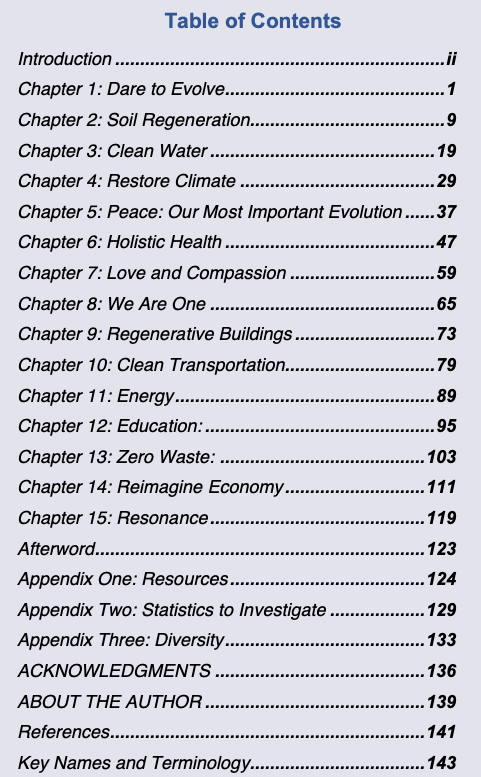 Table of Contents
Introduction ....................................................................ii
Chapter 1: Dare to Evolve.............................................1
Chapter 2: Soil Regeneration........................................9
Chapter 3: Clean Water ..............................................19
Chapter 4: Restore Climate ........................................29
Chapter 5: Peace: Our Most Important Evolution ......37
Chapter 6: Holistic Health ...........................................47
Chapter 7: Love and Compassion ..............................59
Chapter 8: We Are One ..............................................65
Chapter 9: Regenerative Buildings .............................73
Chapter 10: Clean Transportation...............................79
Chapter 11: Energy.....................................................89
Chapter 12: Education: ...............................................95
Chapter 13: Zero Waste: ..........................................103
Chapter 14: Reimagine Economy.............................111
Chapter 15: Resonance ............................................119
Afterword....................................................................123
Appendix One: Resources ........................................124
Appendix Two: Statistics to Investigate ....................129
Appendix Three: Diversity.........................................133
ACKNOWLEDGMENTS ...........................................136
ABOUT THE AUTHOR .............................................139
References.................................................................141
Key Names and Terminology....................................143